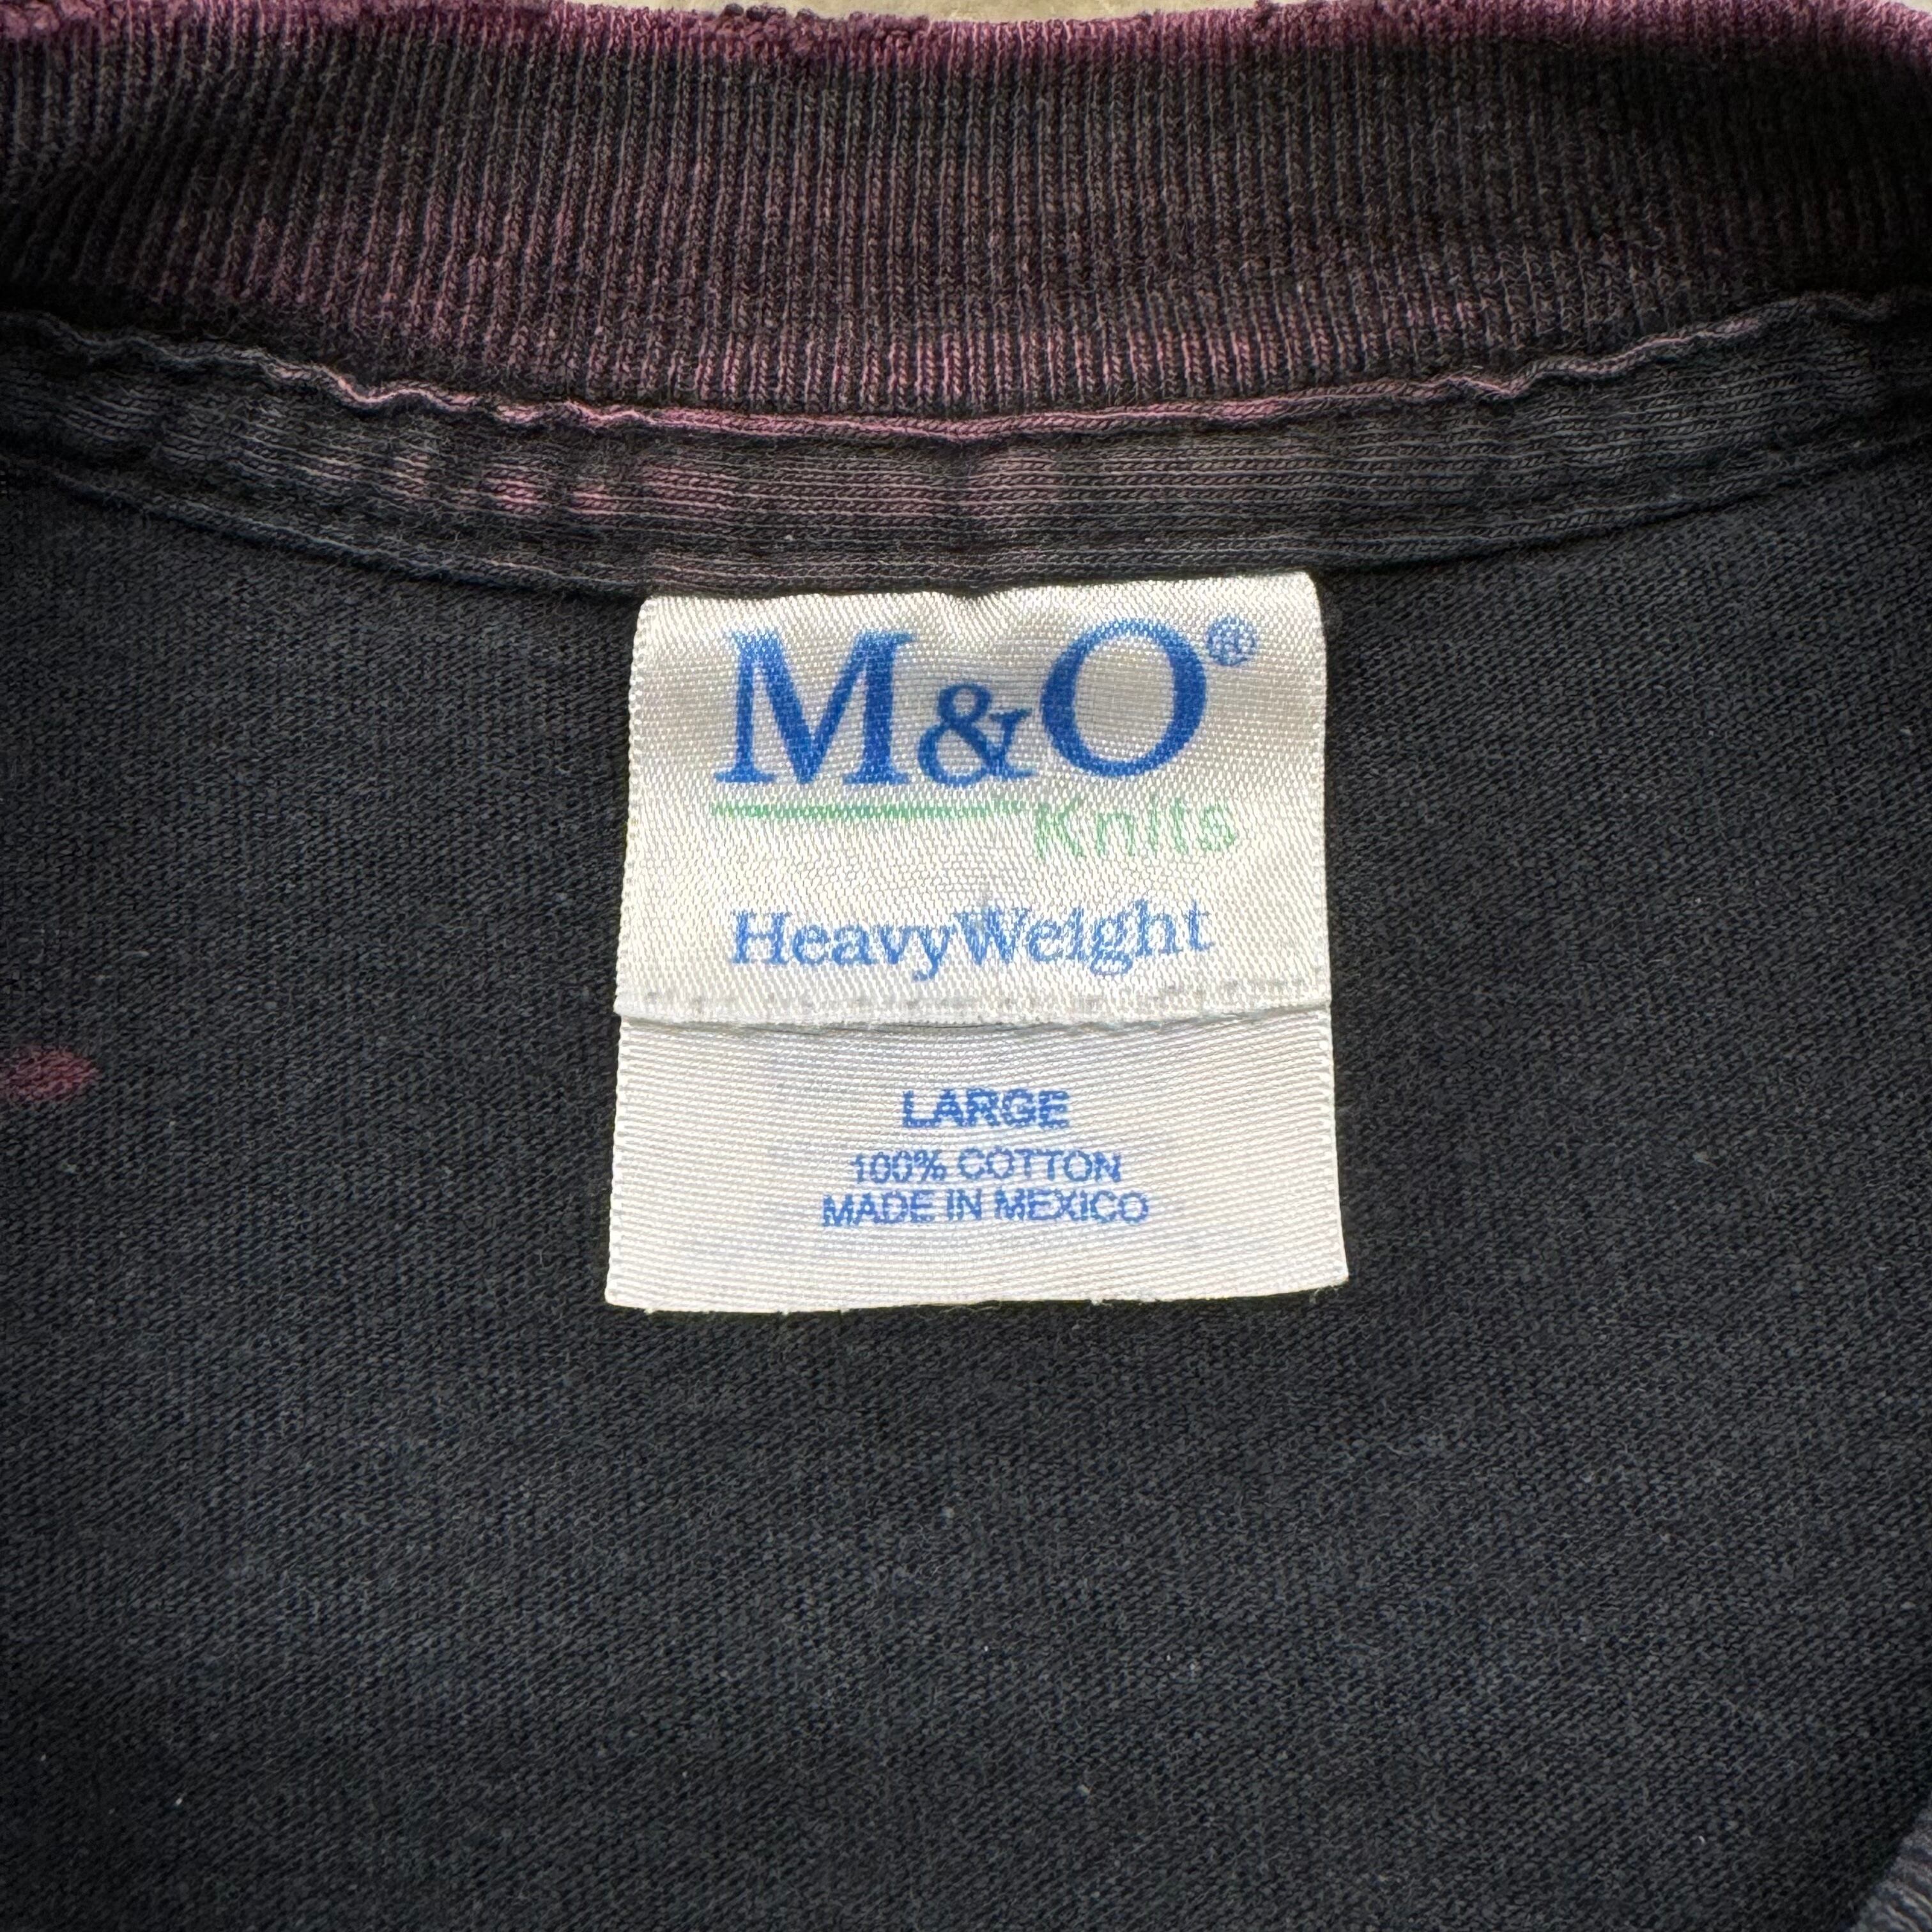 M&O®
Knits
HeavyWeight
LARGE
100% COTTON
MADE IN MEXICO